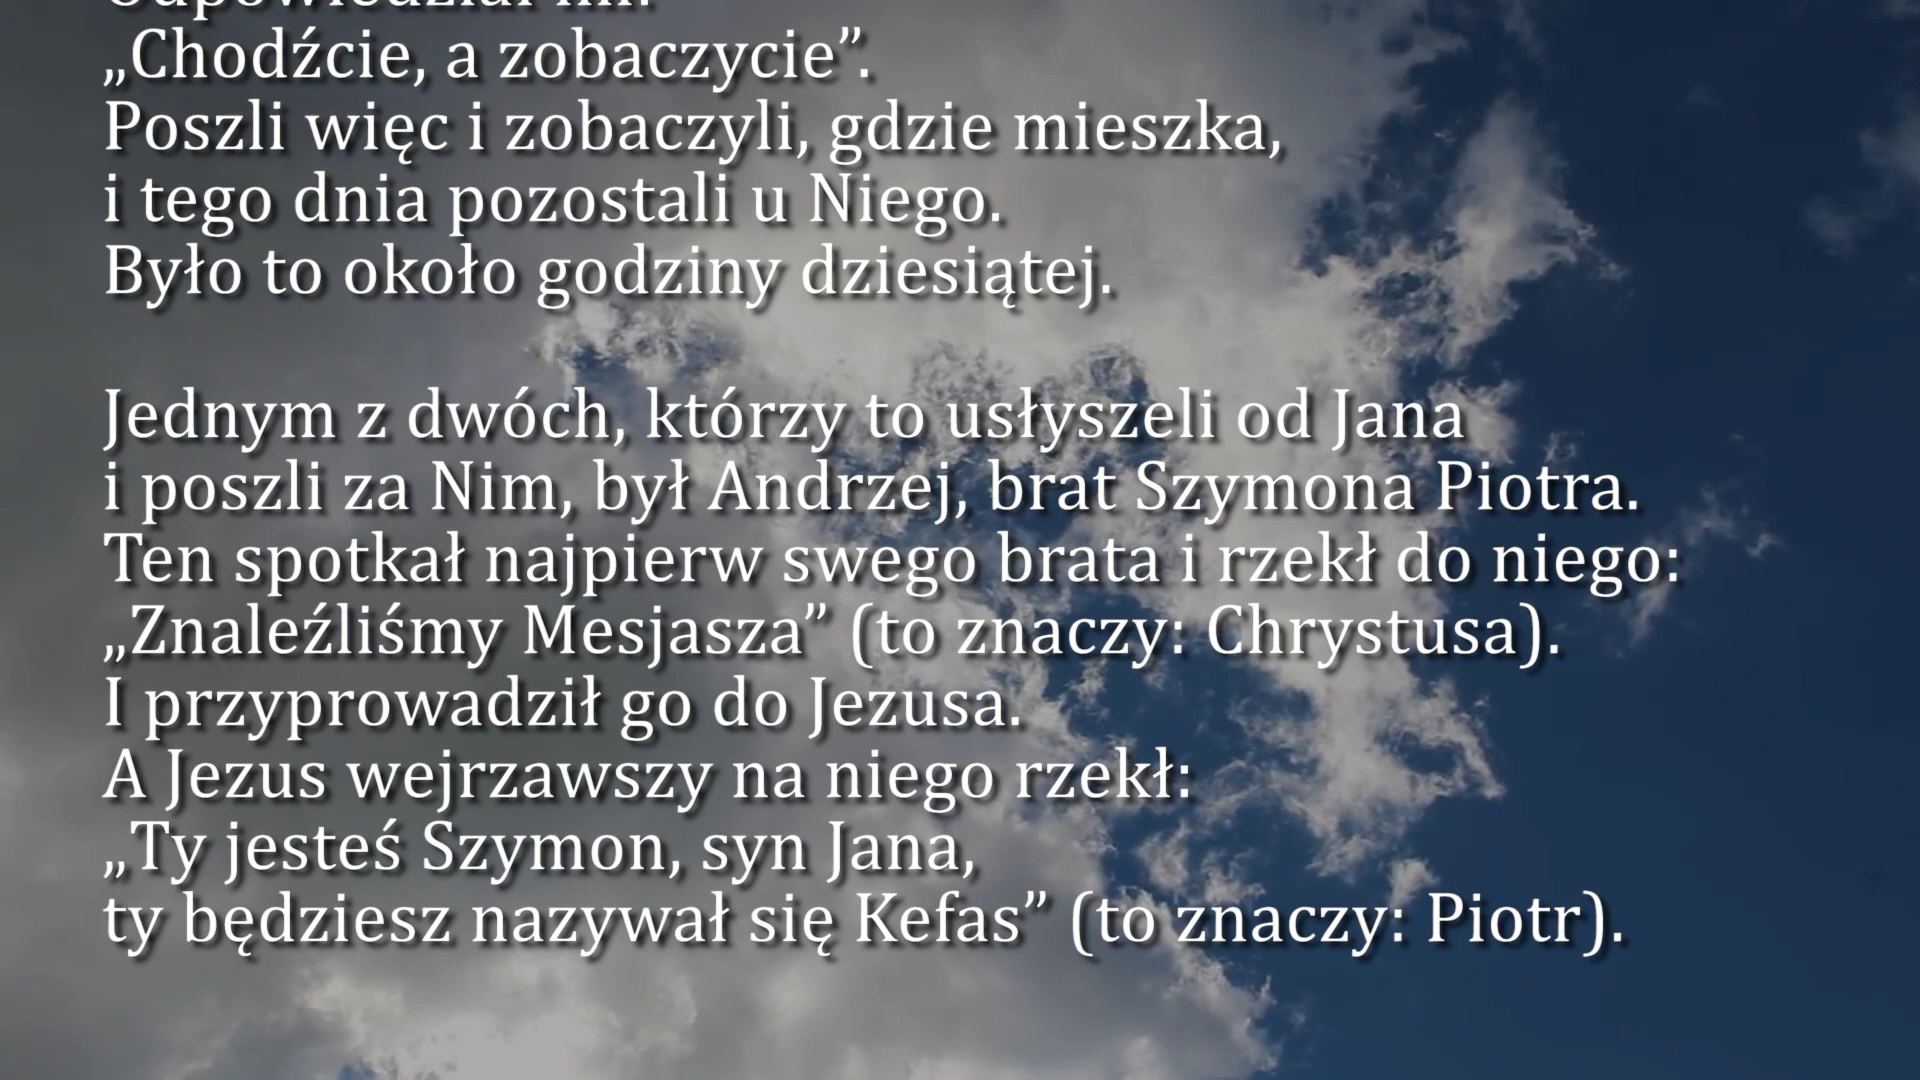 Odpowiedział im:
„Chodźcie, a zobaczycie”.
Poszli więc i zobaczyli, gdzie mieszka,
i tego dnia pozostali u Niego.
Było to około godziny dziesiątej.
Jednym z dwóch, którzy to usłyszeli od Jana
i poszli za Nim, był Andrzej, brat Szymona Piotra.
Ten spotkał najpierw swego brata i rzekł do niego:
„Znaleźliśmy Mesjasza” (to znaczy: Chrystusa).
I przyprowadził go do Jezusa.
A Jezus wejrzawszy na niego rzekł:
„Ty jesteś Szymon, syn Jana,
ty będziesz nazywał się Kefas” (to znaczy: Piotr).